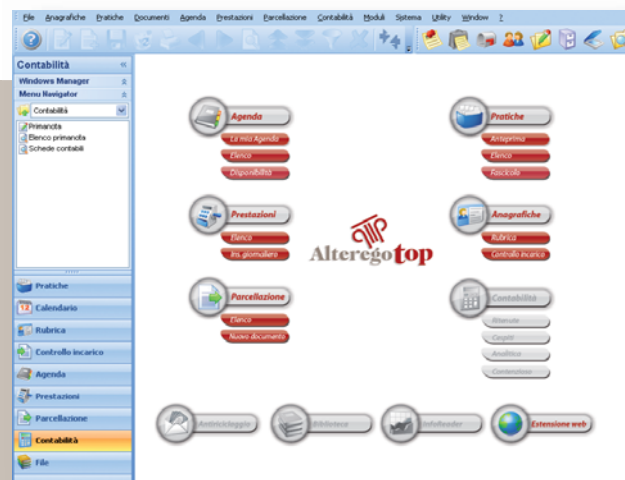 File Anagrafiche Pratiche Documenti Agenda Prestazioni Parcellazione Contabilità Moduli Sistema Utility Window ?
Contabilità «
Windows Manager
Menu Navigator
Contabilità
Primanota
Elenco primanota
Schede contabili
Pratiche
12 Calendario
Rubrica
Controllo incarico
Agenda
Prestazioni
Parcellazione
Contabilità
File
Agenda
La mia Agenda
Elenco
Disponibilità
Prestazioni
Elenco
Ins. giornaliero
Parcellazione
Elenco
Nuovo documento
Alteregotop
Pratiche
Anteprima
Elenco
Fascicolo
Anagrafiche
Rubrica
Controllo incarico
Contabilità
Ritenute
Cespiti
Analitica
Contenzioso
Antiriciclaggio
Biblioteca
InfoReader
Estensione web